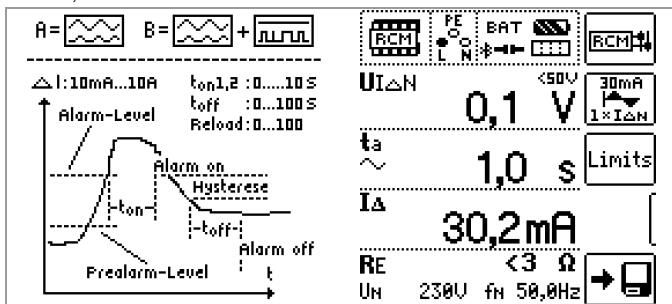 A= B= +
△ I:10mA...10A
ton1,2 :0....10S
toff :0...100S
Reload:0...100
Alarm-Level
Alarm on
Hysterese
ton
toff
Alarm off
Prealarm-Level
t
RCM
PE
L N
BAT
RCM
UI△N
<50V
0,1 V
30mA
1×I△N
ta
~
1,0 s
Limits
I△
30,2mA
RE <3 Ω
UN 230V fN 50,0Hz